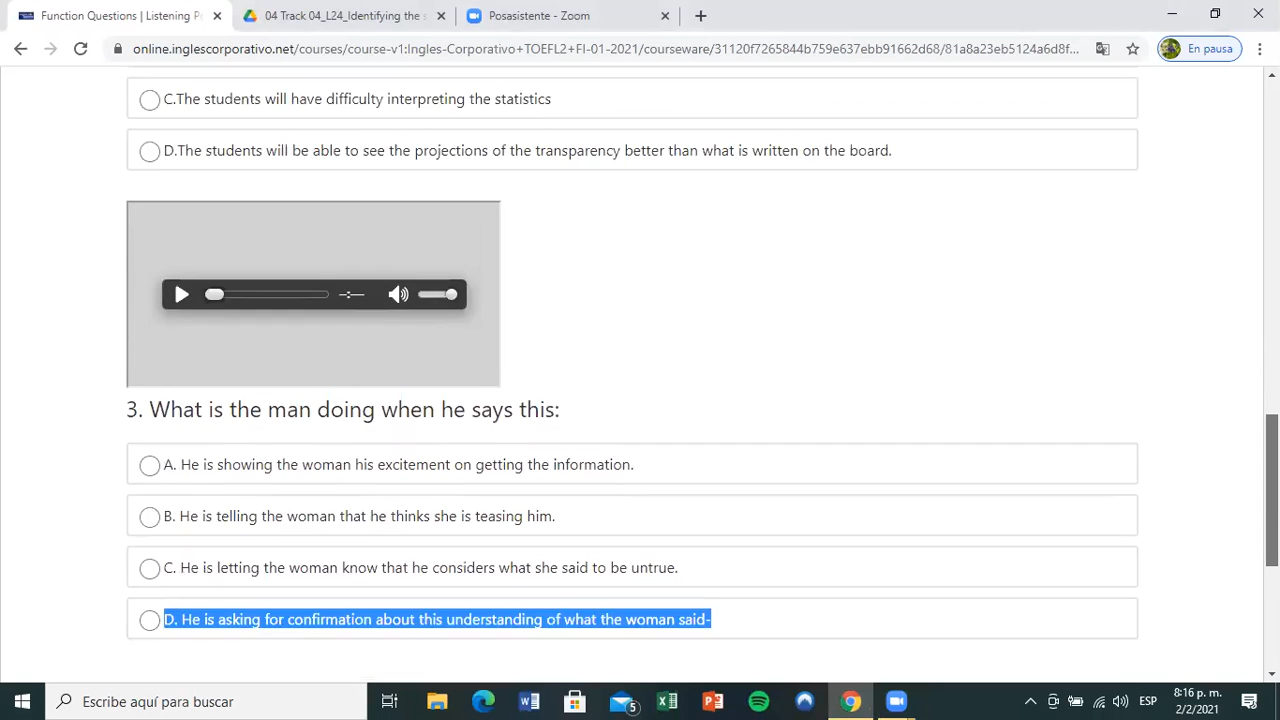 Function Questions | Listening P
04 Track 04_L24_Identifying the s
Posasistente - Zoom
online.inglescorporativo.net/courses/course-v1:Ingles-Corporativo+TOEFL2+FI-01-2021/courseware/31120f7265844b759e637ebb91662d68/81a8a23eb5124a6d8f...
En pausa
C.The students will have difficulty interpreting the statistics
D.The students will be able to see the projections of the transparency better than what is written on the board.
-:-
3. What is the man doing when he says this:
A. He is showing the woman his excitement on getting the information.
B. He is telling the woman that he thinks she is teasing him.
C. He is letting the woman know that he considers what she said to be untrue.
D. He is asking for confirmation about this understanding of what the woman said-
Escribe aquí para buscar
5
ESP
8:16 p. m.
2/2/2021